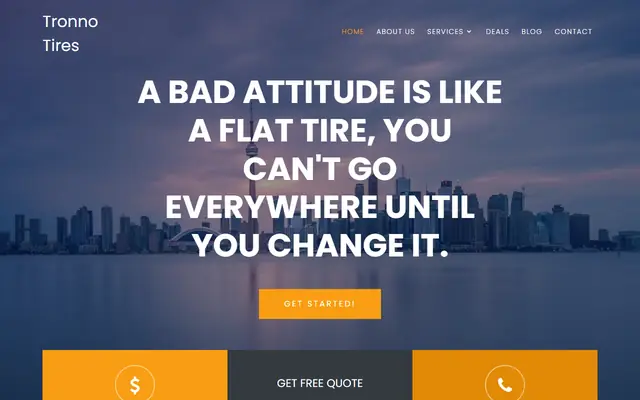 Tronno
Tires
HOME ABOUT US SERVICES DEALS BLOG CONTACT
A BAD ATTITUDE IS LIKE
A FLAT TIRE, YOU
CAN'T GO
EVERYWHERE UNTIL
YOU CHANGE IT.
GET STARTED!
$
GET FREE QUOTE